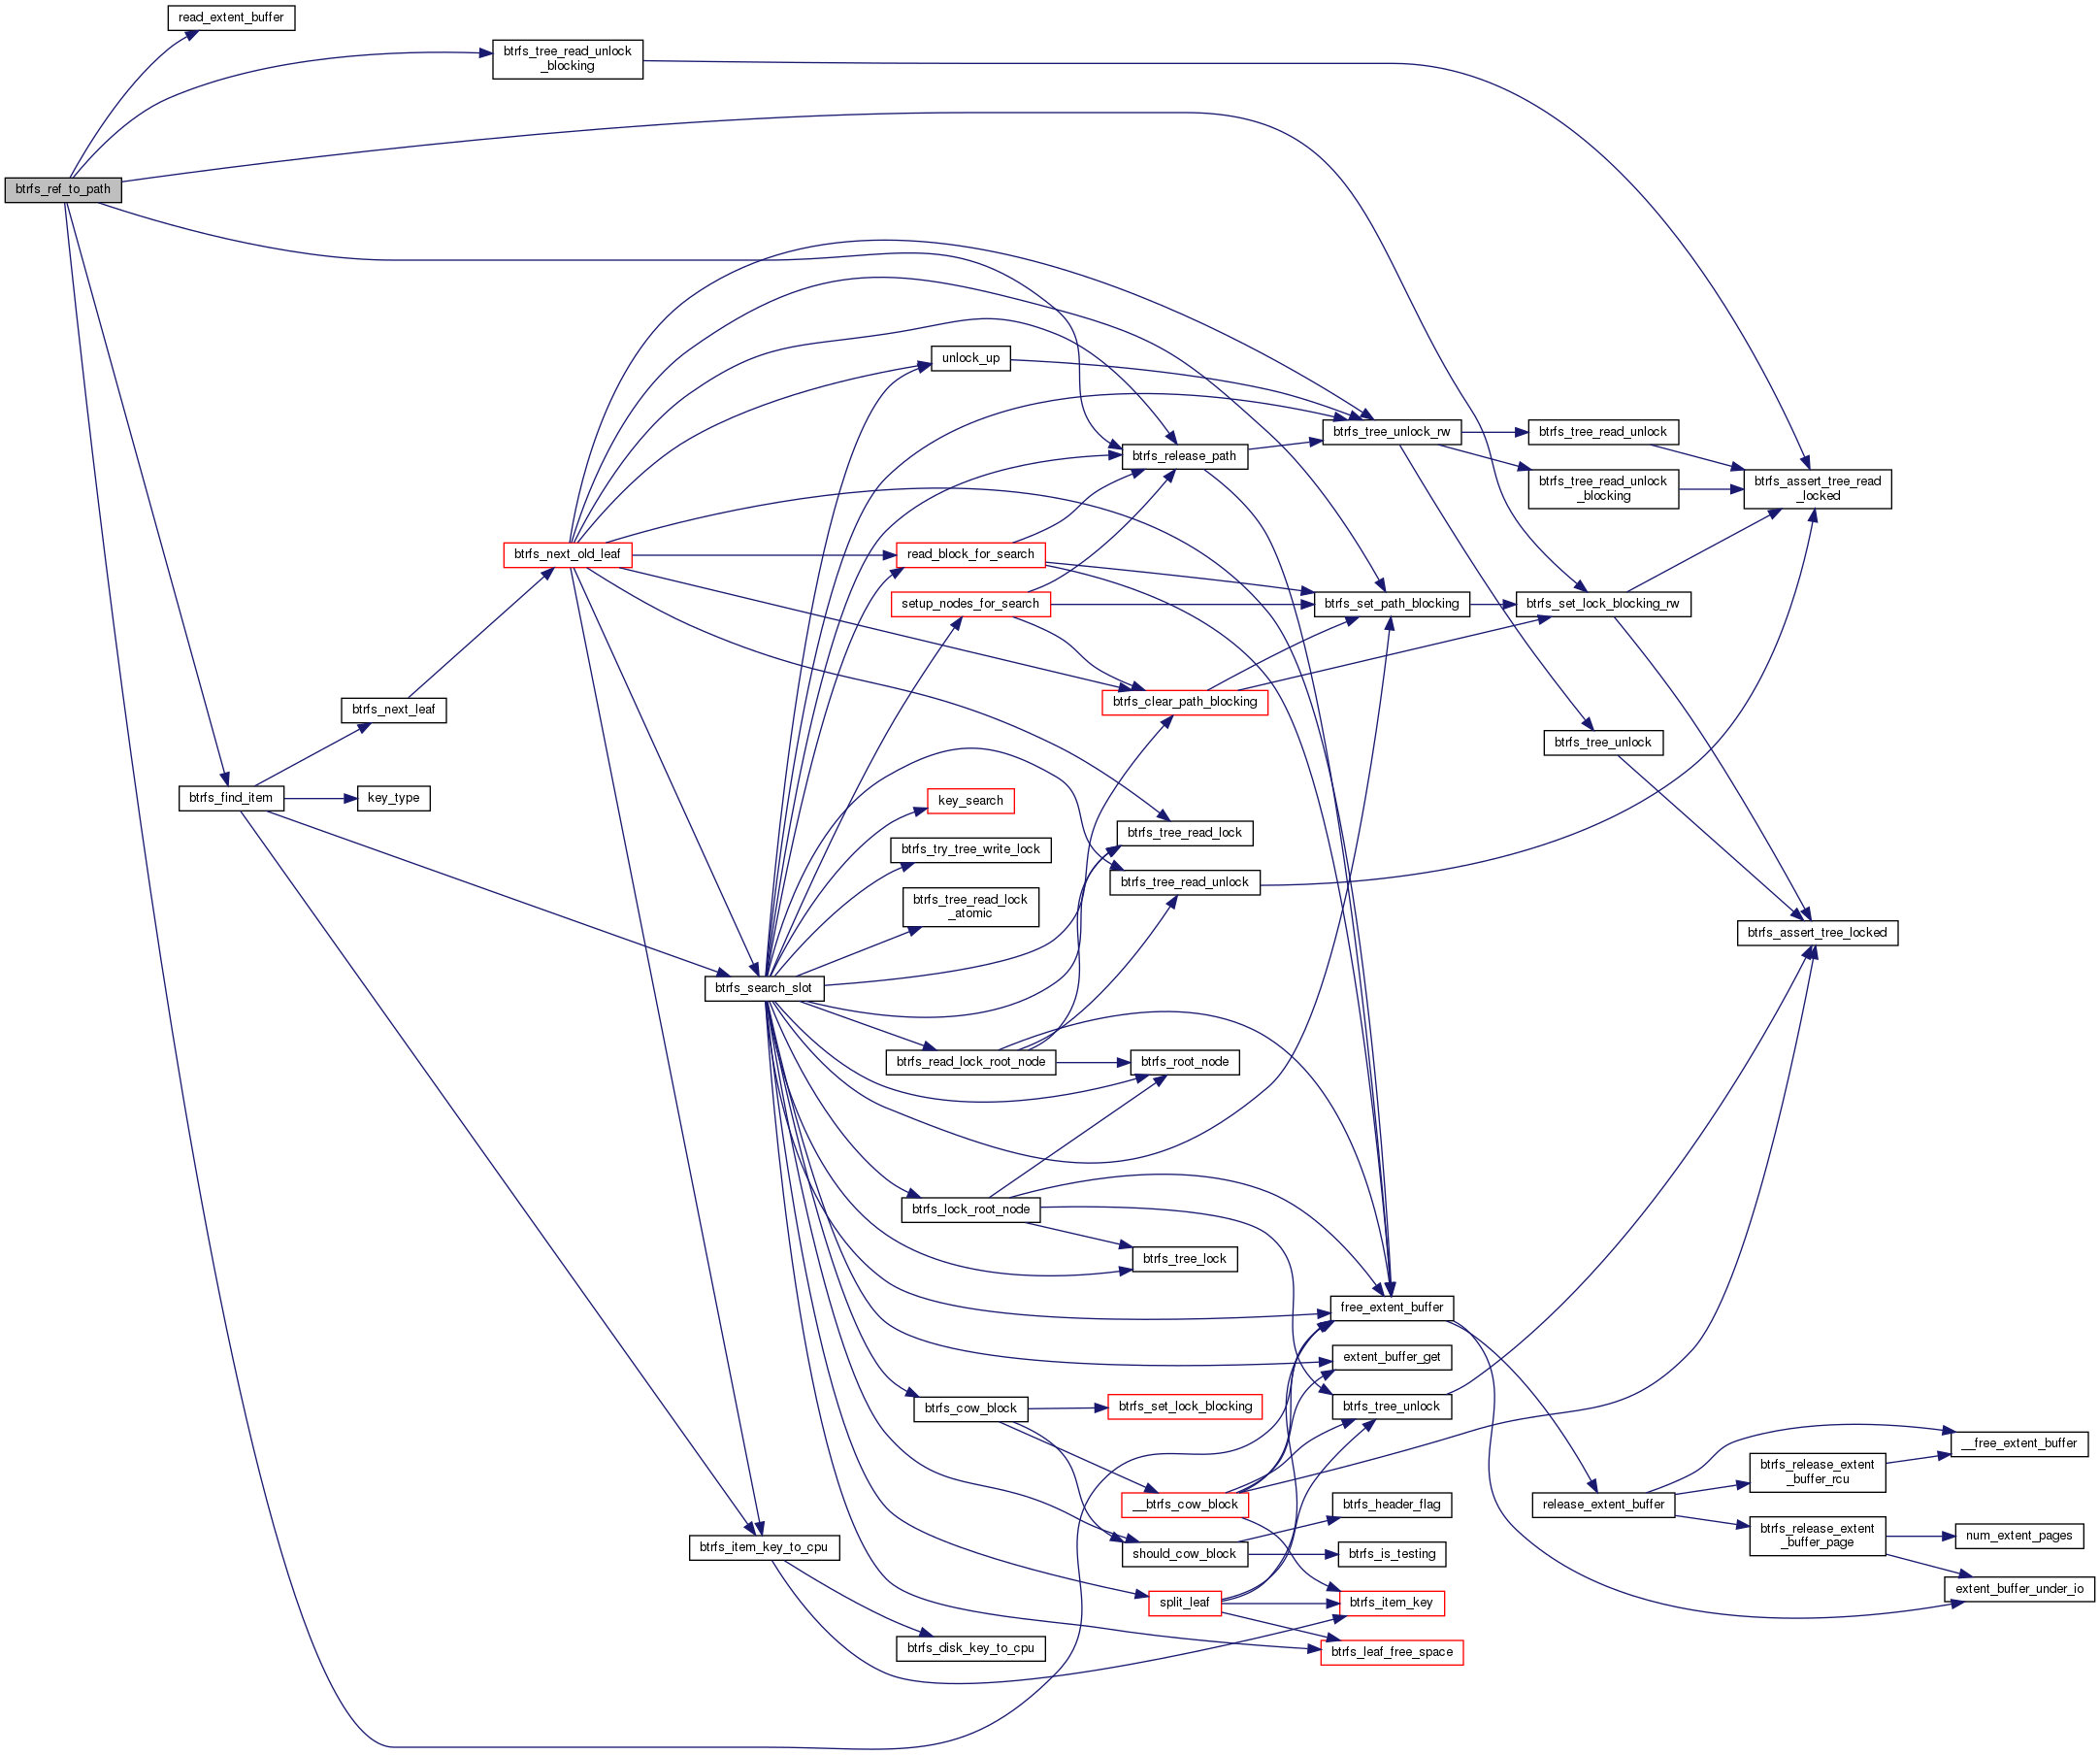 read_extent_buffer
btrfs_tree_read_unlock
_blocking
btrfs_ref_to_path
unlock_up
btrfs_tree_unlock_rw
btrfs_tree_read_unlock
btrfs_release_path
btrfs_tree_read_unlock
_blocking
btrfs_assert_tree_read
_locked
btrfs_next_old_leaf
read_block_for_search
setup_nodes_for_search
btrfs_set_path_blocking
btrfs_set_lock_blocking_rw
btrfs_next_leaf
btrfs_clear_path_blocking
btrfs_tree_unlock
btrfs_find_item
key_type
key_search
btrfs_tree_read_lock
btrfs_try_tree_write_lock
btrfs_tree_read_unlock
btrfs_tree_read_lock
_atomic
btrfs_assert_tree_locked
btrfs_search_slot
btrfs_read_lock_root_node
btrfs_root_node
btrfs_lock_root_node
btrfs_tree_lock
free_extent_buffer
extent_buffer_get
btrfs_cow_block
btrfs_set_lock_blocking
btrfs_tree_unlock
__free_extent_buffer
btrfs_release_extent
_buffer_rcu
__btrfs_cow_block
btrfs_header_flag
release_extent_buffer
btrfs_release_extent
_buffer_page
num_extent_pages
btrfs_item_key_to_cpu
should_cow_block
btrfs_is_testing
extent_buffer_under_io
split_leaf
btrfs_item_key
btrfs_disk_key_to_cpu
btrfs_leaf_free_space